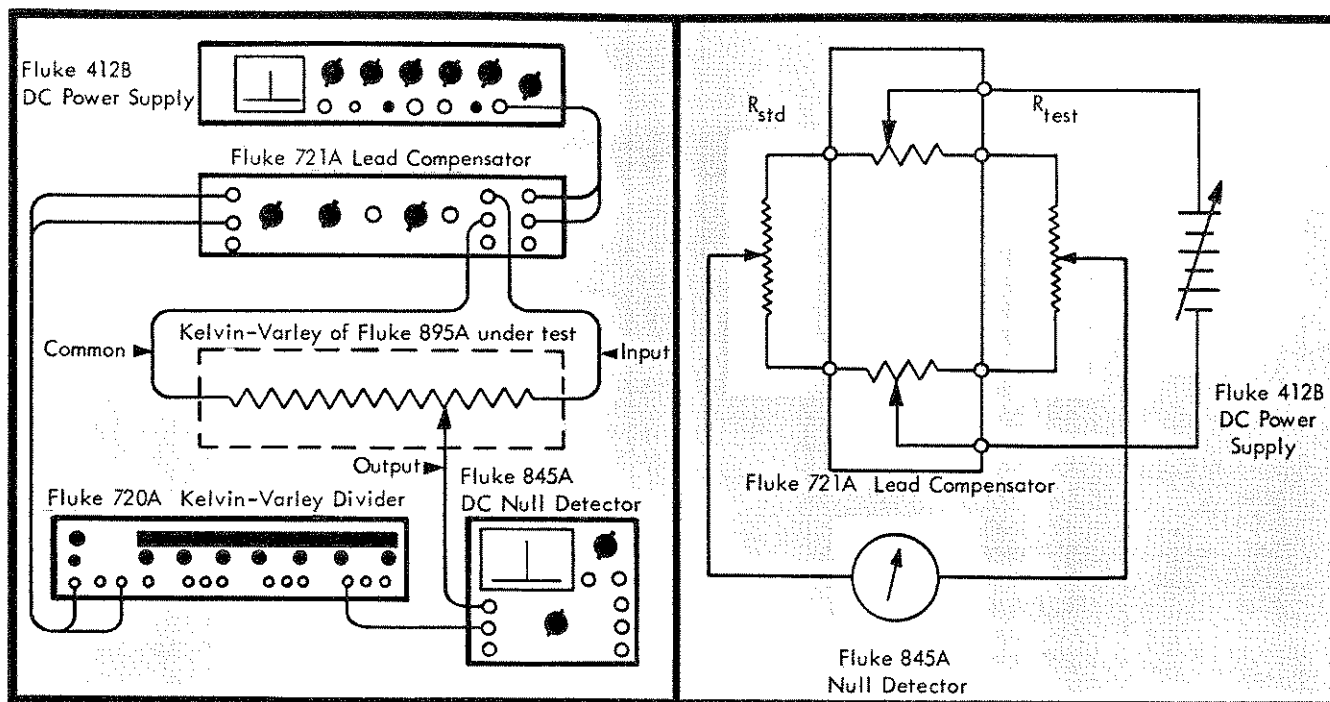 Fluke 412B
DC Power Supply
Fluke 721A Lead Compensator
Kelvin-Varley of Fluke 895A under test
Common
Input
Output
Fluke 720A Kelvin-Varley Divider
Fluke 845A
DC Null Detector
Rstd
Rtest
Fluke 412B
DC Power
Supply
Fluke 721A Lead Compensator
Fluke 845A
Null Detector